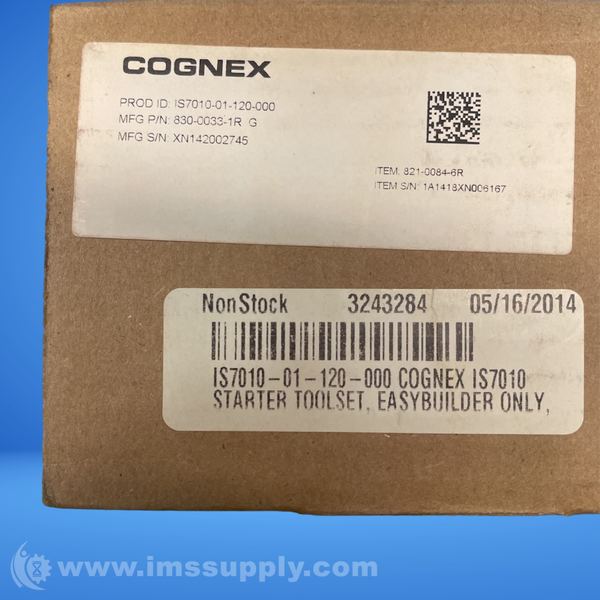 COGNEX
PROD ID: IS7010-01-120-000
MFG P/N: 830-0033-1R G
MFG S/N: XN142002745
ITEM: 821-0084-6R
ITEM S/N: 1A1418XN006167
NonStock 3243284 05/16/2014
IS7010-01-120-000 COGNEX IS7010
STARTER TOOLSET, EASYBUILDER ONLY,
www.imssupply.com